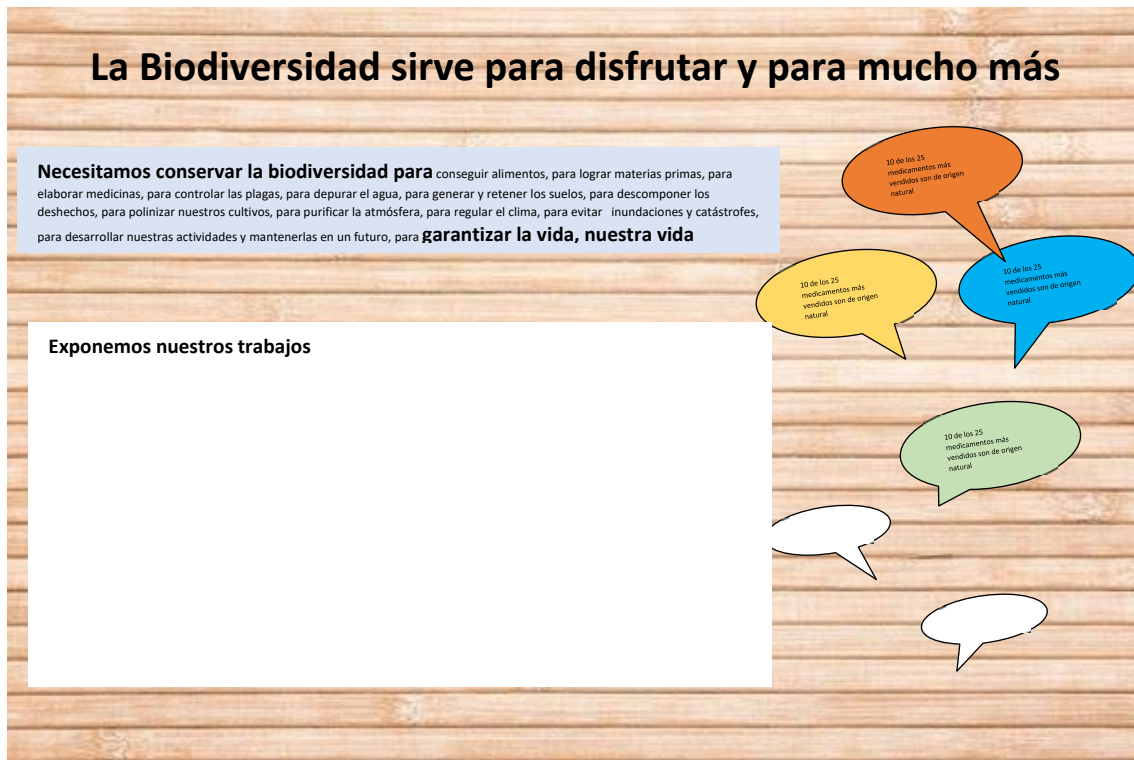 La Biodiversidad sirve para disfrutar y para mucho más
Necesitamos conservar la biodiversidad para conseguir alimentos, para lograr materias primas, para
elaborar medicinas, para controlar las plagas, para depurar el agua, para generar y retener los suelos, para descomponer los
deshechos, para polinizar nuestros cultivos, para purificar la atmósfera, para regular el clima, para evitar inundaciones y catástrofes,
para desarrollar nuestras actividades y mantenerlas en un futuro, para garantizar la vida, nuestra vida
10 de los 25
medicamentos más
vendidos son de origen
natural
10 de los 25
medicamentos más
vendidos son de origen
natural
10 de los 25
medicamentos más
vendidos son de origen
natural
Exponemos nuestros trabajos
10 de los 25
medicamentos más
vendidos son de origen
natural